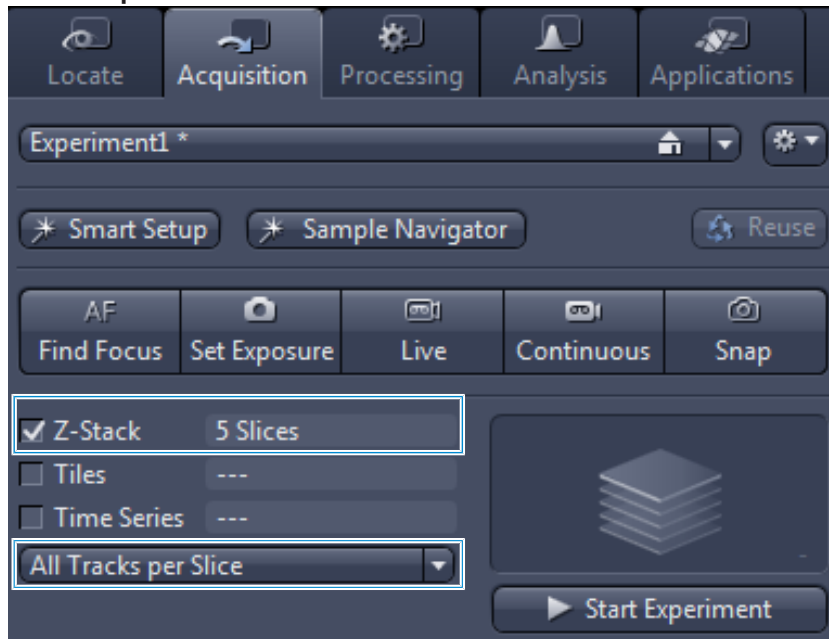 Locate Acquisition Processing Analysis Applications
Experiment1 *
Smart Setup Sample Navigator Reuse
AF
Find Focus Set Exposure Live Continuous Snap
Z-Stack 5 Slices
Tiles ---
Time Series ---
All Tracks per Slice
-
Start Experiment